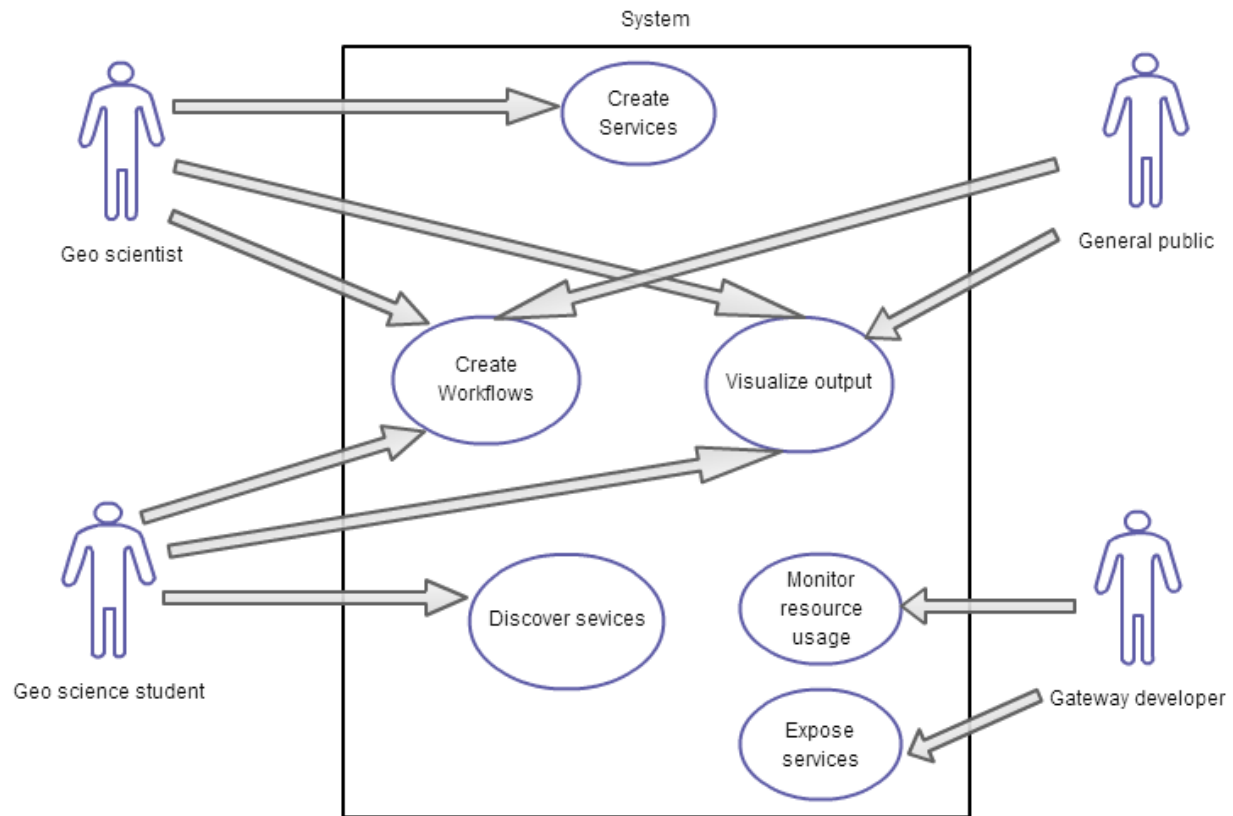 System
Create
Services
Geo scientist
General public
Create
Workflows
Visualize output
Discover sevices
Monitor
resource
usage
Geo science student
Gateway developer
Expose
services